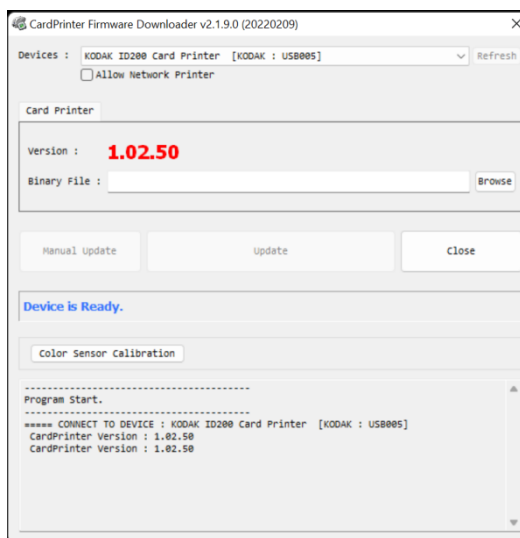 CardPrinter Firmware Downloader v2.1.9.0 (20220209)
Devices : KODAK ID200 Card Printer [KODAK : USB005] Refresh
Allow Network Printer
Card Printer
Version : 1.02.50
Binary File : Browse
Manual Update Update Close
Device is Ready.
Color Sensor Calibration
----------------------------------------
Program Start.
----------------------------------------
===== CONNECT TO DEVICE : KODAK ID200 Card Printer [KODAK : USB005]
CardPrinter Version : 1.02.50
CardPrinter Version : 1.02.50